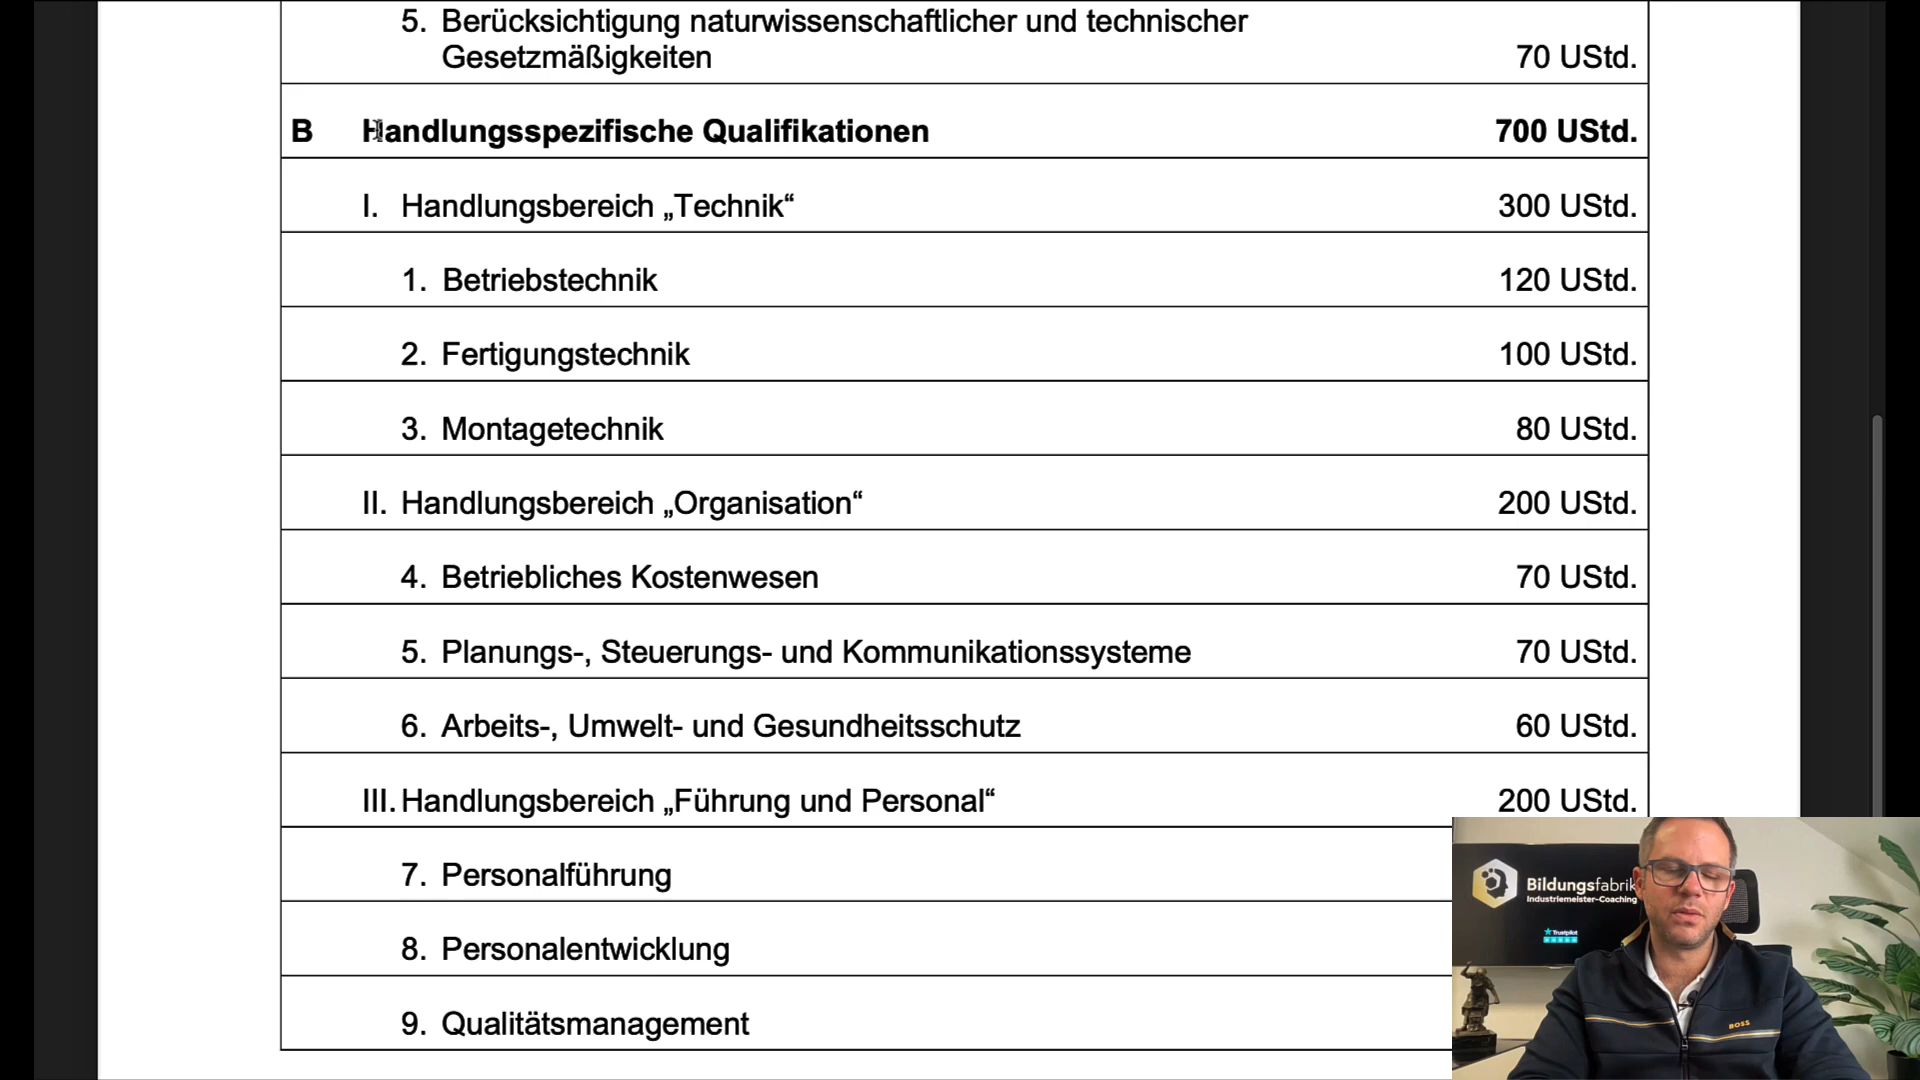 5. Berücksichtigung naturwissenschaftlicher und technischer
Gesetzmäßigkeiten 70 UStd.
B Handlungsspezifische Qualifikationen 700 UStd.
I. Handlungsbereich „Technik“ 300 UStd.
1. Betriebstechnik 120 UStd.
2. Fertigungstechnik 100 UStd.
3. Montagetechnik 80 UStd.
II. Handlungsbereich „Organisation“ 200 UStd.
4. Betriebliches Kostenwesen 70 UStd.
5. Planungs-, Steuerungs- und Kommunikationssysteme 70 UStd.
6. Arbeits-, Umwelt- und Gesundheitsschutz 60 UStd.
III. Handlungsbereich „Führung und Personal“ 200 UStd.
7. Personalführung
8. Personalentwicklung
9. Qualitätsmanagement
Bildungsfabrik
Industriemeister-Coaching
Trustpilot
BOSS